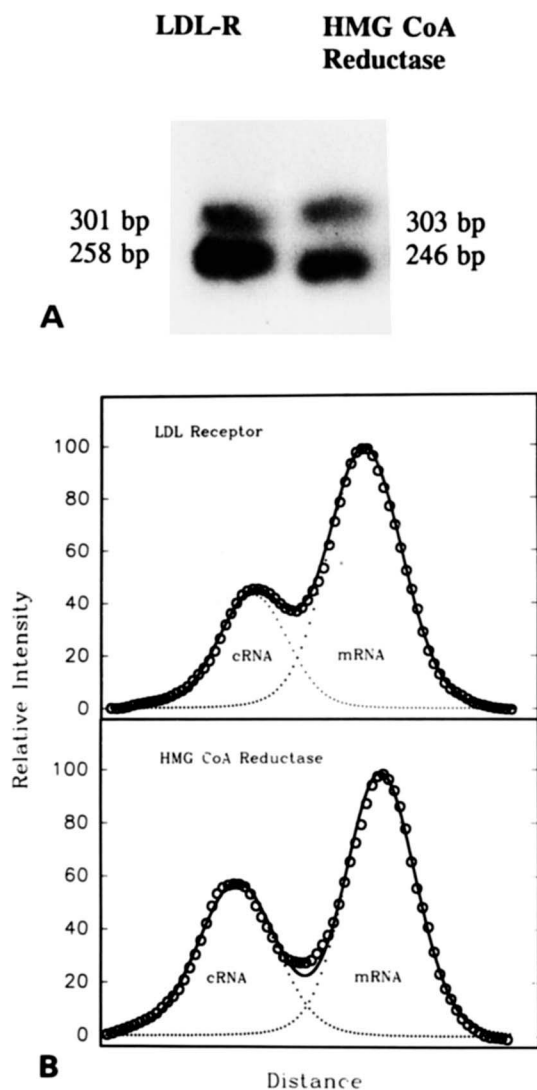 LDL-R
HMG CoA
Reductase
301 bp
258 bp
303 bp
246 bp
A
LDL Receptor
100
80
60
40
20
0
cRNA
mRNA
HMG CoA Reductase
100
80
60
40
20
0
cRNA
mRNA
Relative Intensity
B
Distance